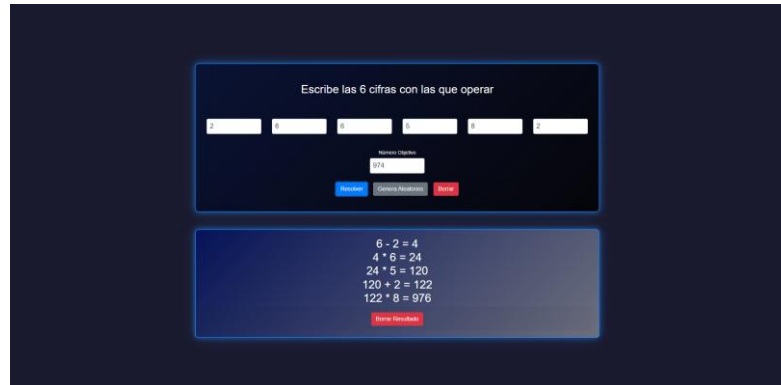 Escribe las 6 cifras con las que operar
2 6 6 5 8 2
Número Objetivo
974
Resolver Genera Aleatorios Borrar
6 - 2 = 4
4 * 6 = 24
24 * 5 = 120
120 + 2 = 122
122 * 8 = 976
Borrar Resultado